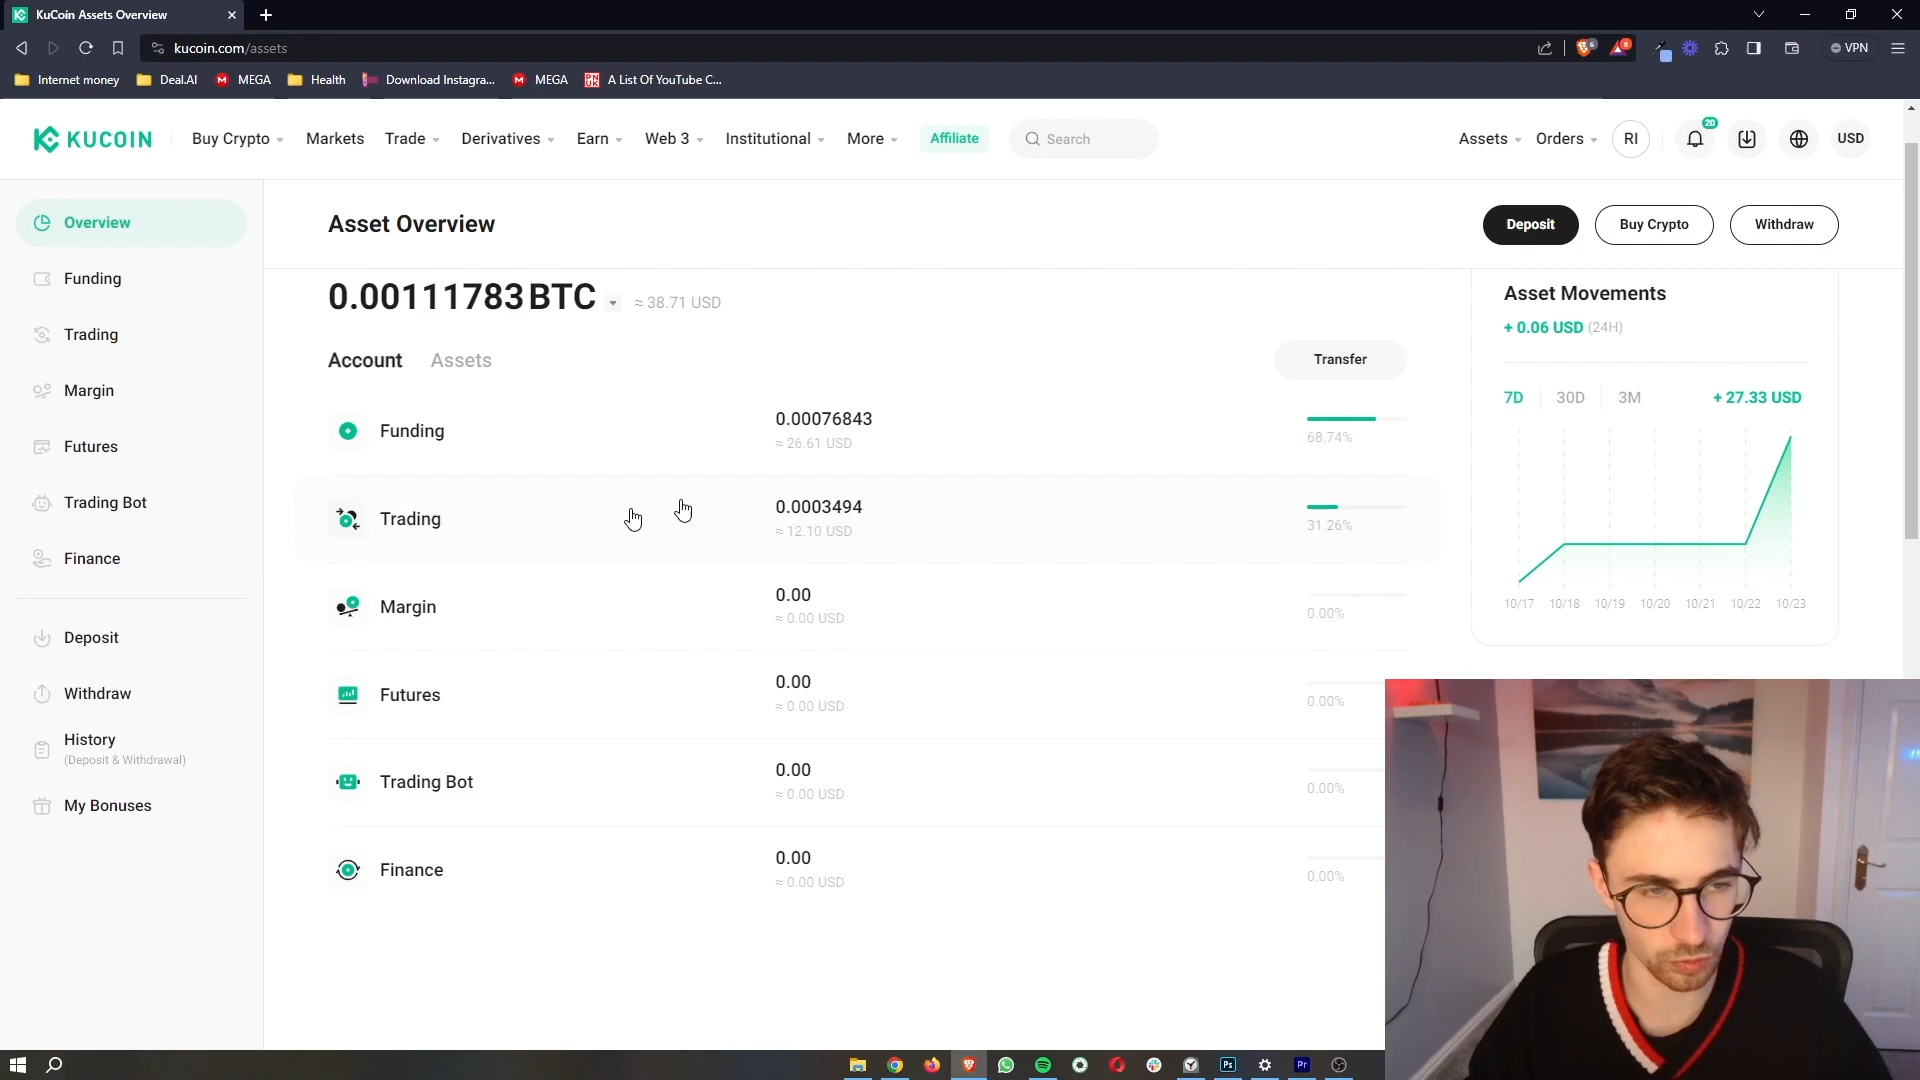 KuCoin Assets Overview
kucoin.com/assets
6
8
VPN
Internet money
Deal.AI
MEGA
Health
Download Instagra...
MEGA
A List Of YouTube C...
KUCOIN
Buy Crypto
Markets
Trade
Derivatives
Earn
Web 3
Institutional
More
Affiliate
Search
Assets
Orders
RI
20
USD
Overview
Funding
Trading
Margin
Futures
Trading Bot
Finance
Deposit
Withdraw
History
(Deposit & Withdrawal)
My Bonuses
Asset Overview
Deposit
Buy Crypto
Withdraw
0.00111783 BTC
≈ 38.71 USD
Account
Assets
Transfer
Funding
0.00076843
≈ 26.61 USD
68.74%
Trading
0.0003494
≈ 12.10 USD
31.26%
Margin
0.00
≈ 0.00 USD
0.00%
Futures
0.00
≈ 0.00 USD
0.00%
Trading Bot
0.00
≈ 0.00 USD
0.00%
Finance
0.00
≈ 0.00 USD
0.00%
Asset Movements
+ 0.06 USD (24H)
7D
30D
3M
+ 27.33 USD
10/17
10/18
10/19
10/20
10/21
10/22
10/23
Ps
Pr